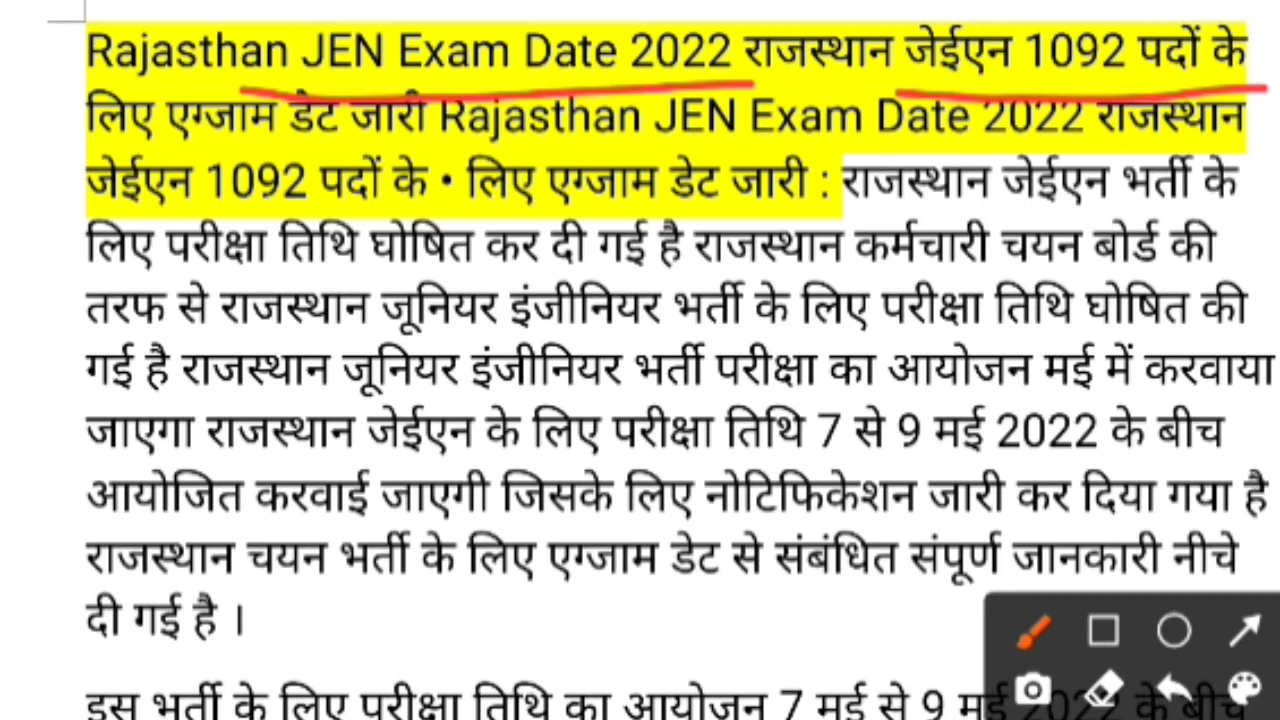 Rajasthan JEN Exam Date 2022 राजस्थान जेईएन 1092 पदों के
लिए एग्जाम डेट जारी Rajasthan JEN Exam Date 2022 राजस्थान
जेईएन 1092 पदों के • लिए एग्जाम डेट जारी : राजस्थान जेईएन भर्ती के
लिए परीक्षा तिथि घोषित कर दी गई है राजस्थान कर्मचारी चयन बोर्ड की
तरफ से राजस्थान जूनियर इंजीनियर भर्ती के लिए परीक्षा तिथि घोषित की
गई है राजस्थान जूनियर इंजीनियर भर्ती परीक्षा का आयोजन मई में करवाया
जाएगा राजस्थान जेईएन के लिए परीक्षा तिथि 7 से 9 मई 2022 के बीच
आयोजित करवाई जाएगी जिसके लिए नोटिफिकेशन जारी कर दिया गया है
राजस्थान चयन भर्ती के लिए एग्जाम डेट से संबंधित संपूर्ण जानकारी नीचे
दी गई है ।
इस भर्ती के लिए परीक्षा तिथि का आयोजन 7 मई से 9 मई 2022 के बीच